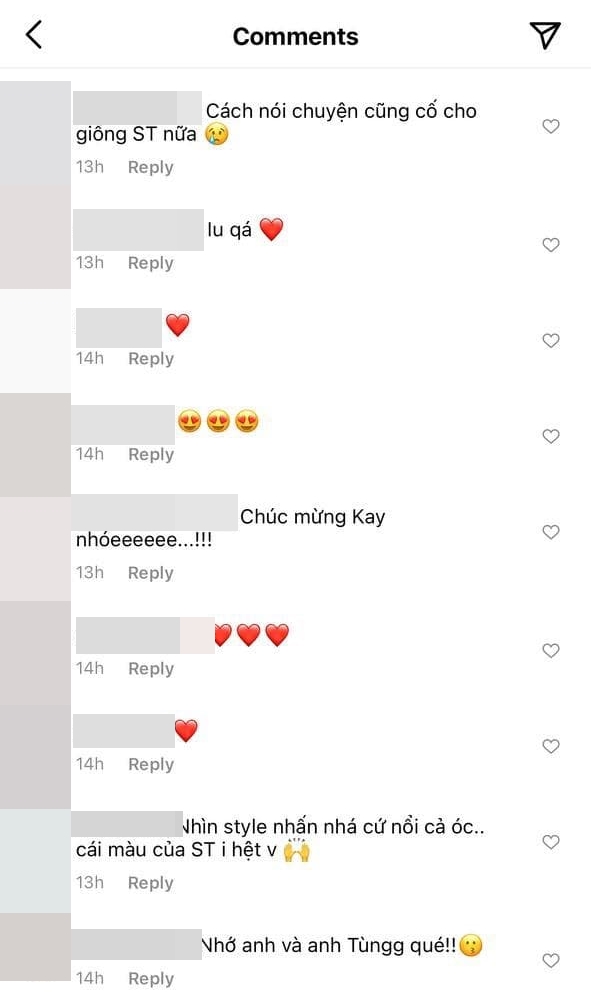 Comments
Cách nói chuyện cũng cố cho
giông ST nữa 😢
13h Reply
Iu qá ❤️
13h Reply
❤️
14h Reply
😍😍😍
14h Reply
Chúc mừng Kay
nhóeeeeee...!!!
13h Reply
❤️❤️❤️
14h Reply
❤️
14h Reply
Nhìn style nhấn nhá cứ nổi cả óc..
cái màu của ST i hệt v 🙌
13h Reply
Nhớ anh và anh Tùngg qué!!😗
14h Reply